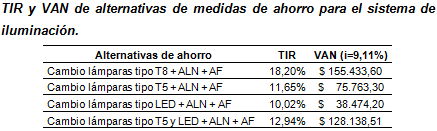 TIR y VAN de alternativas de medidas de ahorro para el sistema de
iluminación.
Alternativas de ahorro TIR VAN (i=9,11%)
Cambio lámparas tipo T8 + ALN + AF 18,20% $ 155.433,60
Cambio lámparas tipo T5 + ALN + AF 11,65% $ 75.763,30
Cambio lámparas tipo LED + ALN + AF 10,02% $ 38.474,20
Cambio lámparas tipo T5 y LED + ALN + AF 12,94% $ 128.138,51